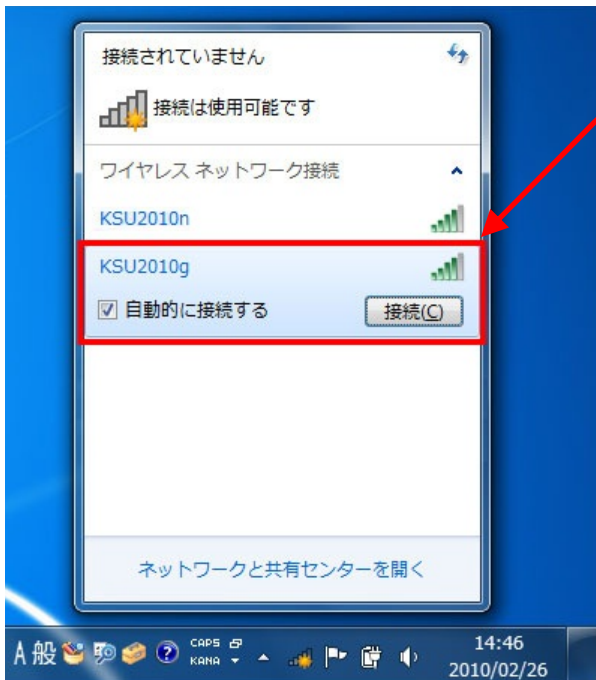 接続されていません
接続は使用可能です
ワイヤレス ネットワーク接続
KSU2010n
KSU2010g
自動的に接続する
接続(C)
ネットワークと共有センターを開く
A 般
CAPS
KANA
14:46
2010/02/26